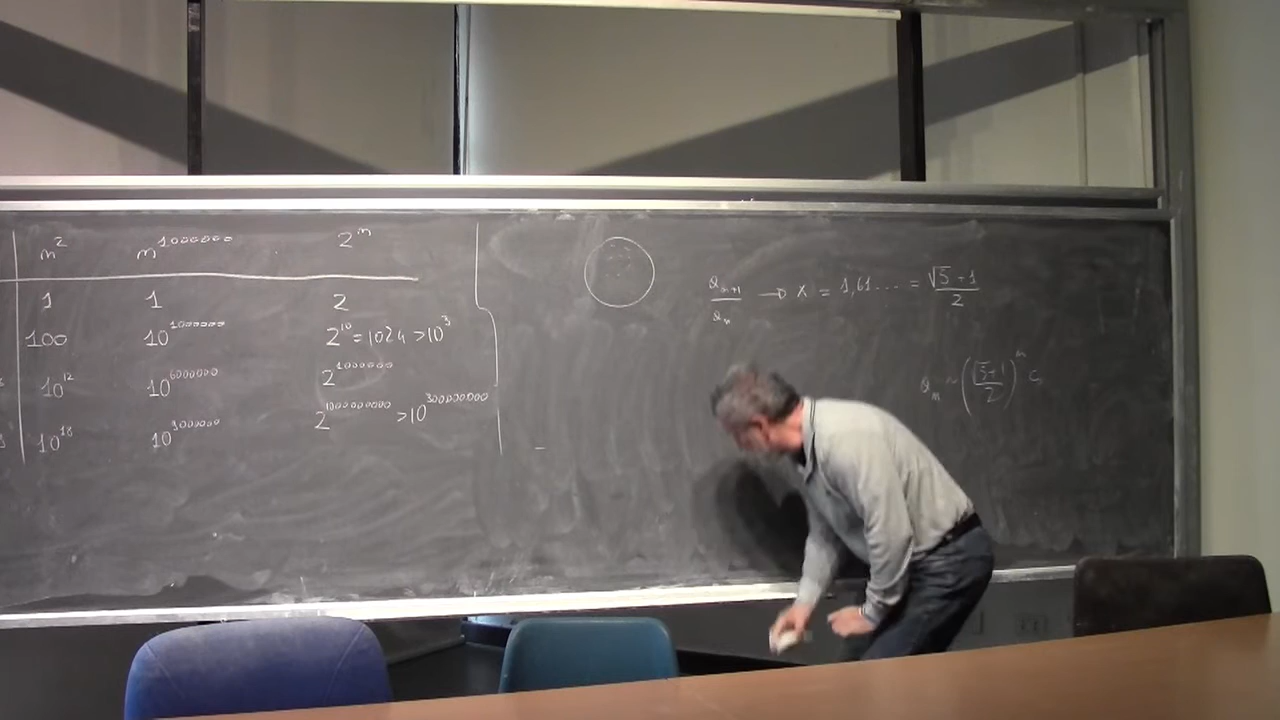 n² n¹⁰⁰⁰⁰⁰⁰ 2ⁿ
1 1 2
100 10¹⁰⁰⁰⁰⁰⁰ 2¹⁰ = 1024 > 10³
10¹² 10⁶⁰⁰⁰⁰⁰⁰ 2¹⁰⁰⁰⁰⁰⁰
10¹⁸ 10⁹⁰⁰⁰⁰⁰⁰ 2¹⁰⁰⁰⁰⁰⁰⁰⁰⁰ > 10³⁰⁰⁰⁰⁰⁰⁰⁰
aₙ₊₁/aₙ → x = 1,61... = (√5 - 1)/2
aₙ ~ ((√5+1)/2)ⁿ c